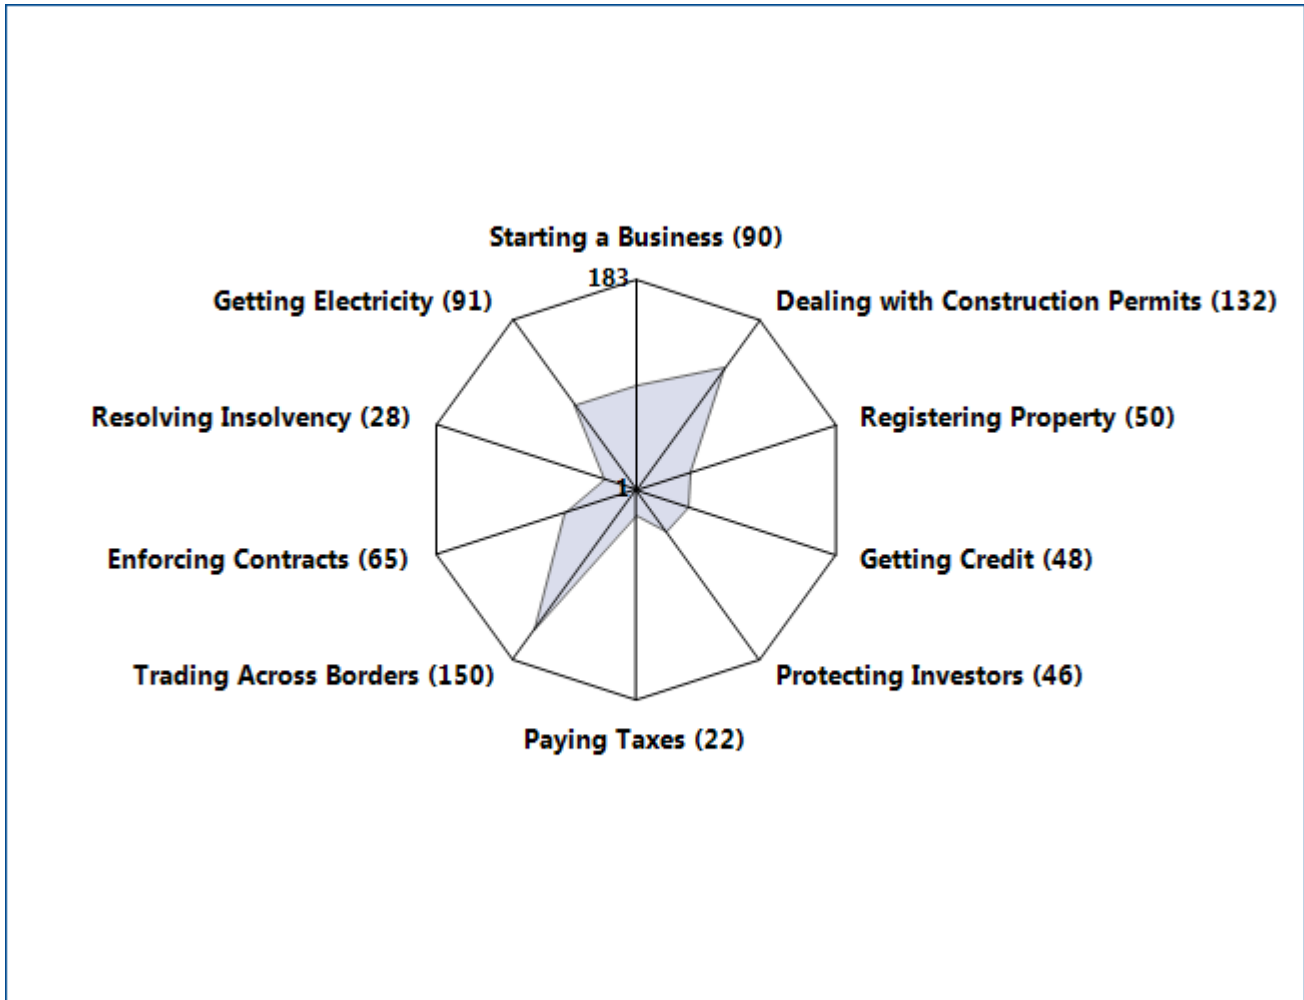 Starting a Business (90)
183
Getting Electricity (91)
Dealing with Construction Permits (132)
Resolving Insolvency (28)
Registering Property (50)
1
Enforcing Contracts (65)
Getting Credit (48)
Trading Across Borders (150)
Protecting Investors (46)
Paying Taxes (22)